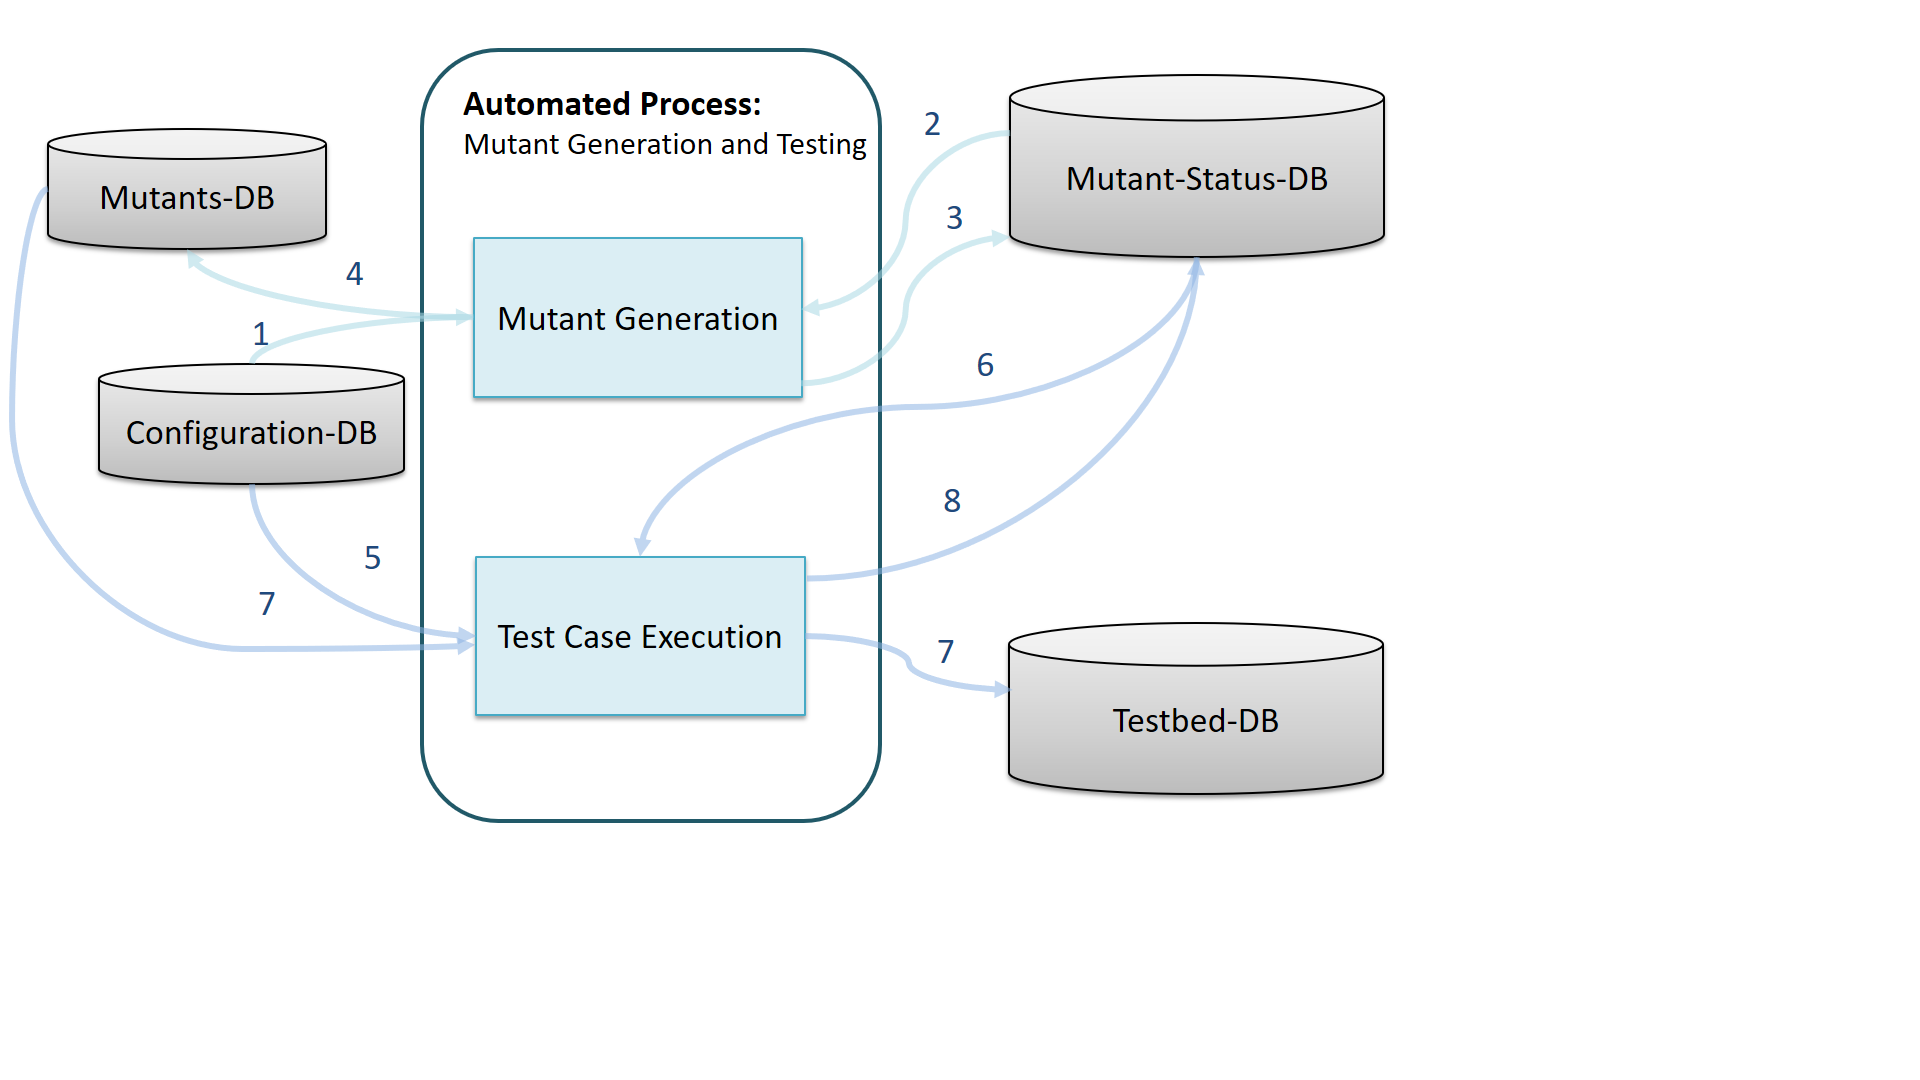 Automated Process:
Mutant Generation and Testing
Mutants-DB
Mutant-Status-DB
2
3
4
1
Mutant Generation
6
Configuration-DB
8
5
7
Test Case Execution
7
Testbed-DB